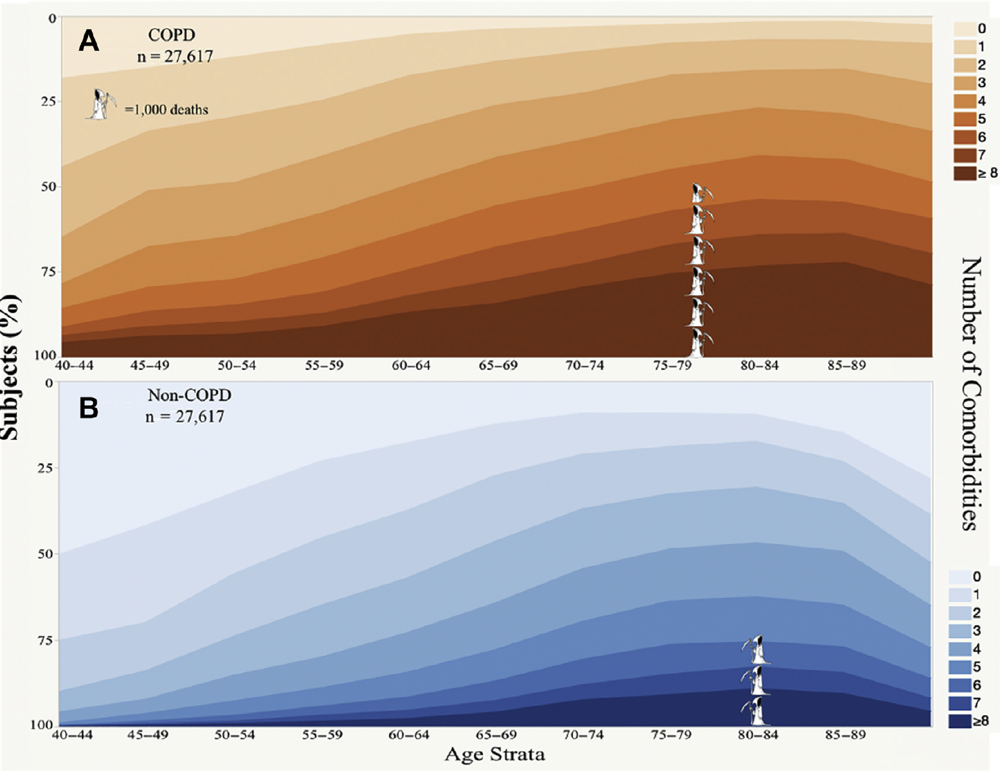 0
A
COPD
n = 27,617
25
=1,000 deaths
50
75
100
40–44 45–49 50–54 55–59 60–64 65–69 70–74 75–79 80–84 85–89
0
1
2
3
4
5
6
7
≥ 8
Subjects (%)
Number of Comorbidities
0
B
Non-COPD
n = 27,617
25
50
75
100
40–44 45–49 50–54 55–59 60–64 65–69 70–74 75–79 80–84 85–89
Age Strata
0
1
2
3
4
5
6
7
≥8